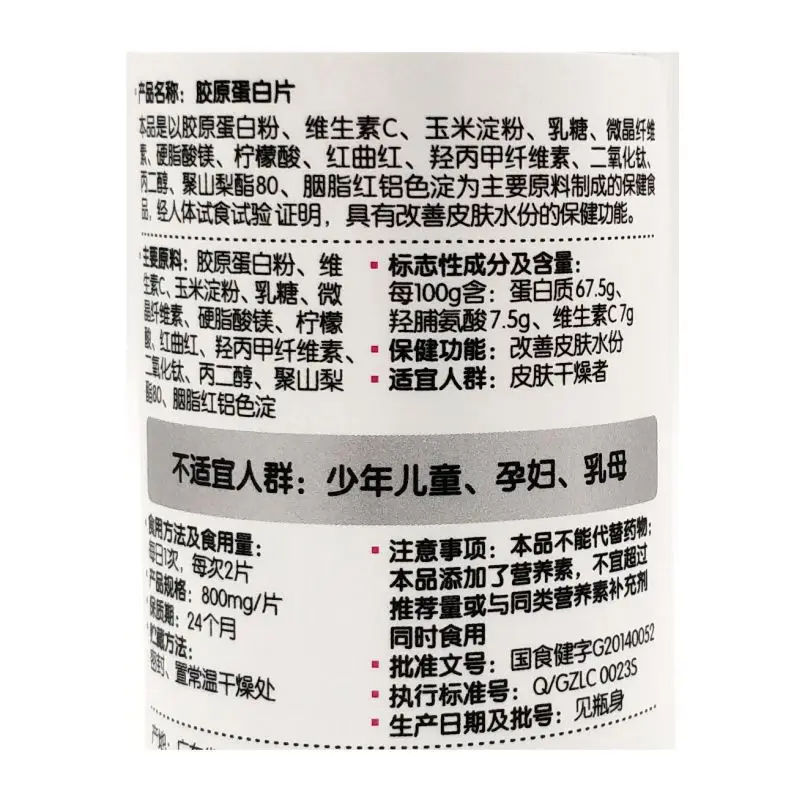 产品名称：胶原蛋白片
本品是以胶原蛋白粉、维生素C、玉米淀粉、乳糖、微晶纤维
素、硬脂酸镁、柠檬酸、红曲红、羟丙甲纤维素、二氧化钛、
丙二醇、聚山梨酯80、胭脂红铝色淀为主要原料制成的保健食
品，经人体试食试验证明，具有改善皮肤水份的保健功能。
主要原料：胶原蛋白粉、维
生素C、玉米淀粉、乳糖、微
晶纤维素、硬脂酸镁、柠檬
酸、红曲红、羟丙甲纤维素、
二氧化钛、丙二醇、聚山梨
酯80、胭脂红铝色淀
标志性成分及含量：
每100g含：蛋白质67.5g、
羟脯氨酸7.5g、维生素C7g
保健功能：改善皮肤水份
适宜人群：皮肤干燥者
不适宜人群：少年儿童、孕妇、乳母
食用方法及食用量：
每日1次，每次2片
产品规格：800mg/片
保质期：24个月
贮藏方法：
密封、置常温干燥处
注意事项：本品不能代替药物；
本品添加了营养素，不宜超过
推荐量或与同类营养素补充剂
同时食用
批准文号：国食健字G20140052
执行标准号：Q/GZLC 0023S
生产日期及批号：见瓶身
产地：广东